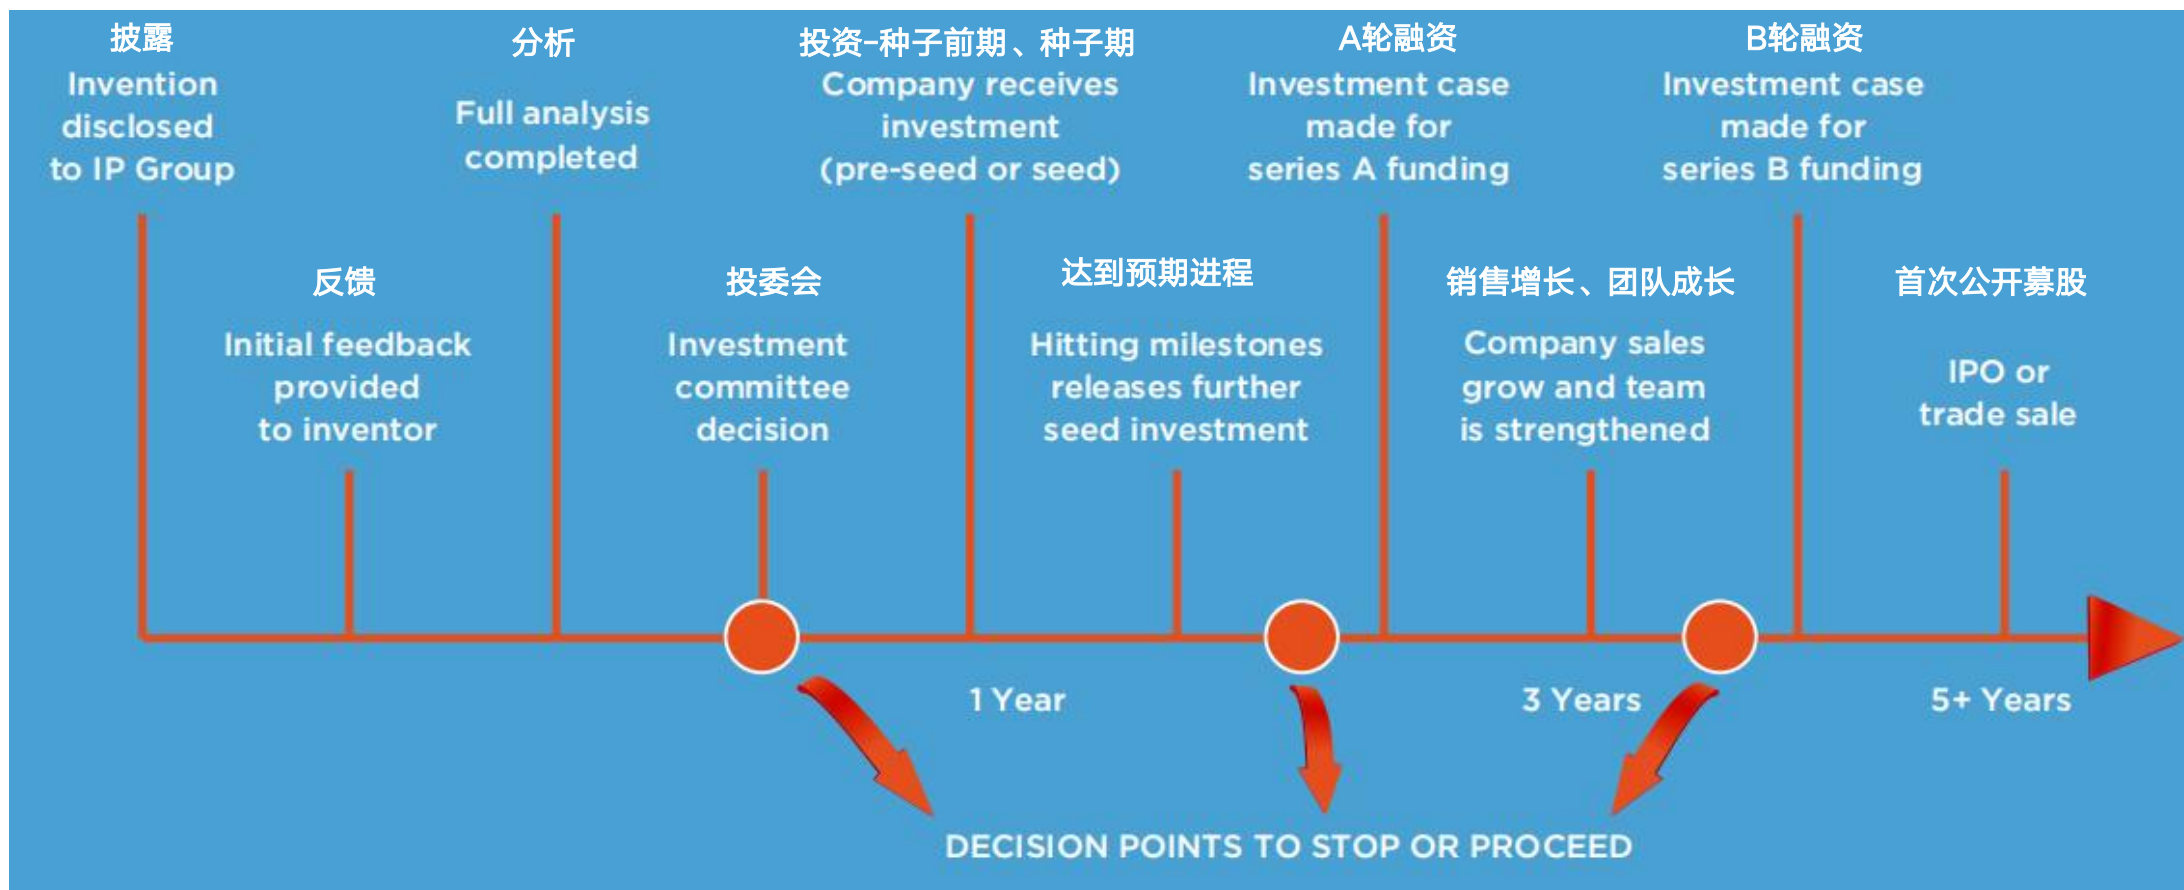 披露
Invention
disclosed
to IP Group
分析
Full analysis
completed
投资-种子前期、种子期
Company receives
investment
(pre-seed or seed)
A轮融资
Investment case
made for
series A funding
B轮融资
Investment case
made for
series B funding
反馈
Initial feedback
provided
to inventor
投委会
Investment
committee
decision
达到预期进程
Hitting milestones
releases further
seed investment
销售增长、团队成长
Company sales
grow and team
is strengthened
首次公开募股
IPO or
trade sale
1 Year
3 Years
5+ Years
DECISION POINTS TO STOP OR PROCEED